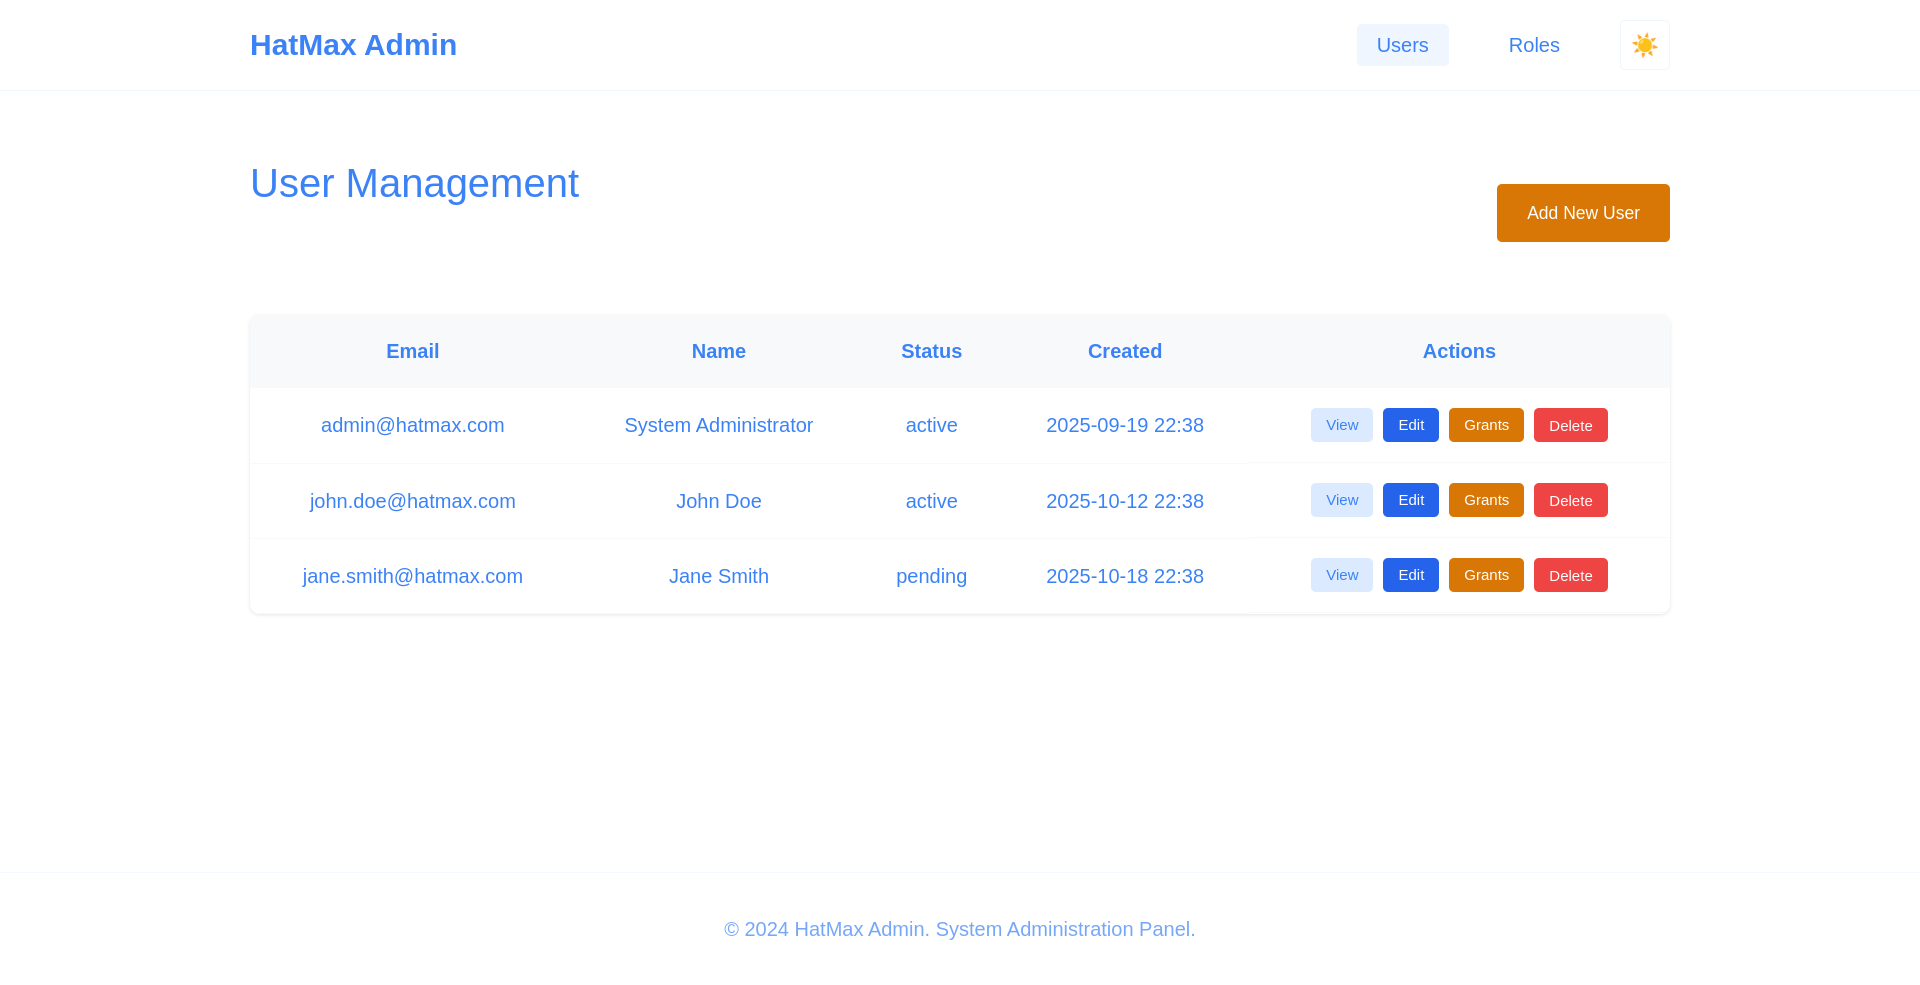 HatMax Admin Users Roles
User Management
Add New User
Email Name Status Created Actions
admin@hatmax.com System Administrator active 2025-09-19 22:38 View Edit Grants Delete
john.doe@hatmax.com John Doe active 2025-10-12 22:38 View Edit Grants Delete
jane.smith@hatmax.com Jane Smith pending 2025-10-18 22:38 View Edit Grants Delete
© 2024 HatMax Admin. System Administration Panel.